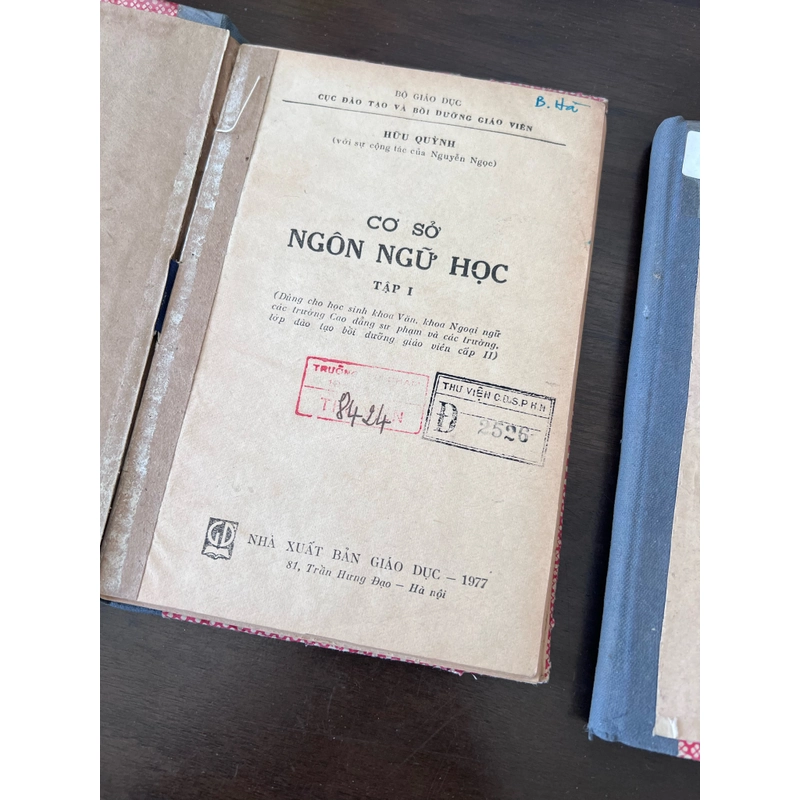 B. Hà
BỘ GIÁO DỤC
CỤC ĐÀO TẠO VÀ BỒI DƯỠNG GIÁO VIÊN
HỮU QUỲNH
(với sự cộng tác của Nguyễn Ngọc)
CƠ SỞ
NGÔN NGỮ HỌC
TẬP I
(Dùng cho học sinh khoa Văn, khoa Ngoại ngữ
các trường Cao đẳng sư phạm và các trường,
lớp đào tạo bồi dưỡng giáo viên cấp II)
TRƯỜNG
8424
THƯ VIỆN C.Đ.S.P.H.N
Đ 2526
GD
NHÀ XUẤT BẢN GIÁO DỤC — 1977
81, Trần Hưng Đạo — Hà nội